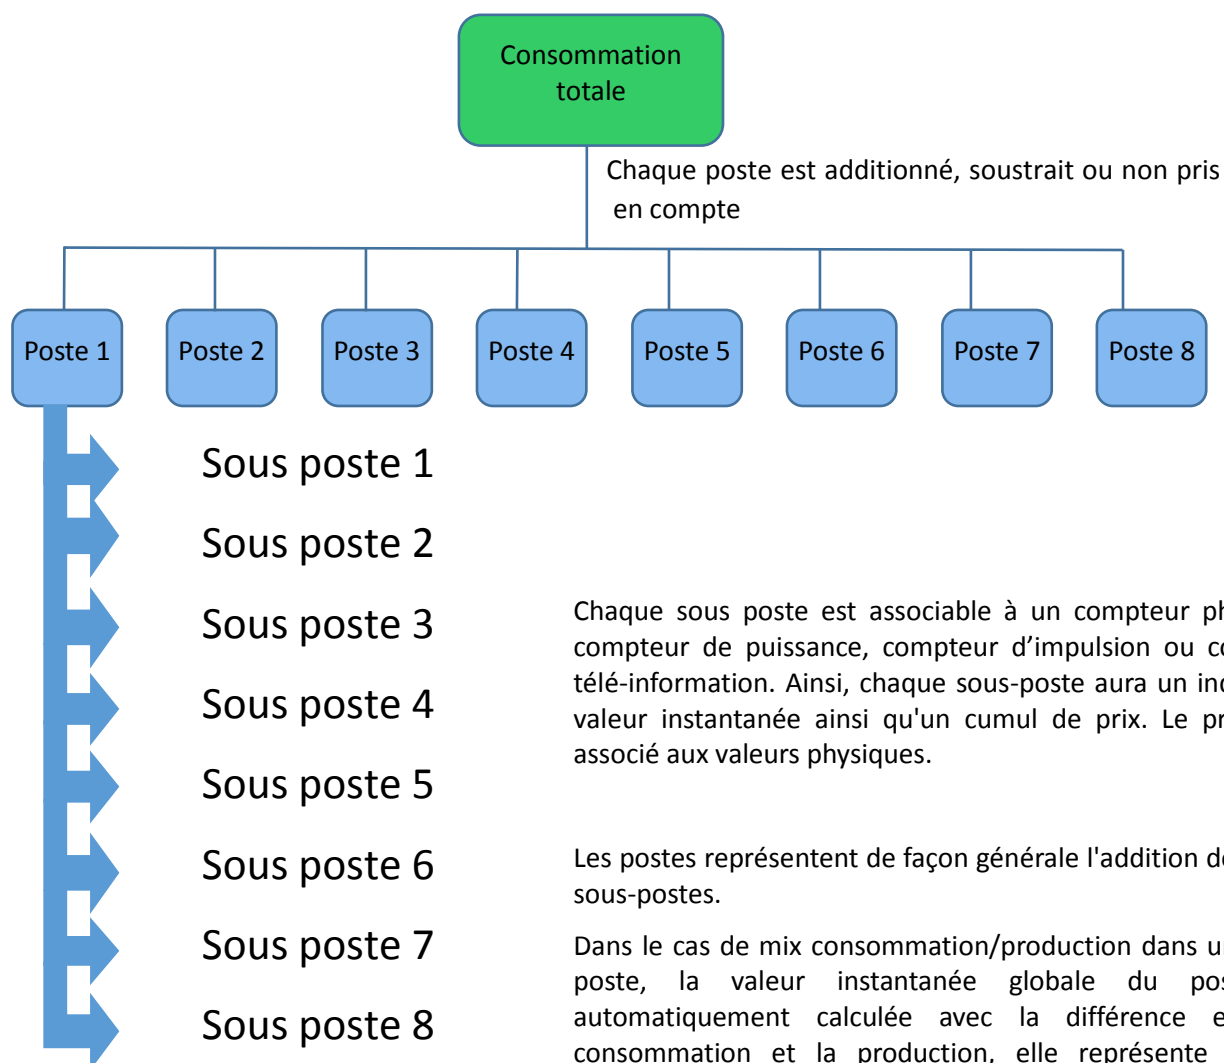 Consommation
totale
Chaque poste est additionné, soustrait ou non pris
en compte
Poste 1 Poste 2 Poste 3 Poste 4 Poste 5 Poste 6 Poste 7 Poste 8
Sous poste 1
Sous poste 2
Sous poste 3
Sous poste 4
Sous poste 5
Sous poste 6
Sous poste 7
Sous poste 8
Chaque sous poste est associable à un compteur
compteur de puissance, compteur d’impulsion ou
télé-information. Ainsi, chaque sous-poste aura un
valeur instantanée ainsi qu'un cumul de prix. Le
associé aux valeurs physiques.
Les postes représentent de façon générale l'addition
sous-postes.
Dans le cas de mix consommation/production dans
poste, la valeur instantanée globale du
automatiquement calculée avec la différence
consommation et la production, elle représente